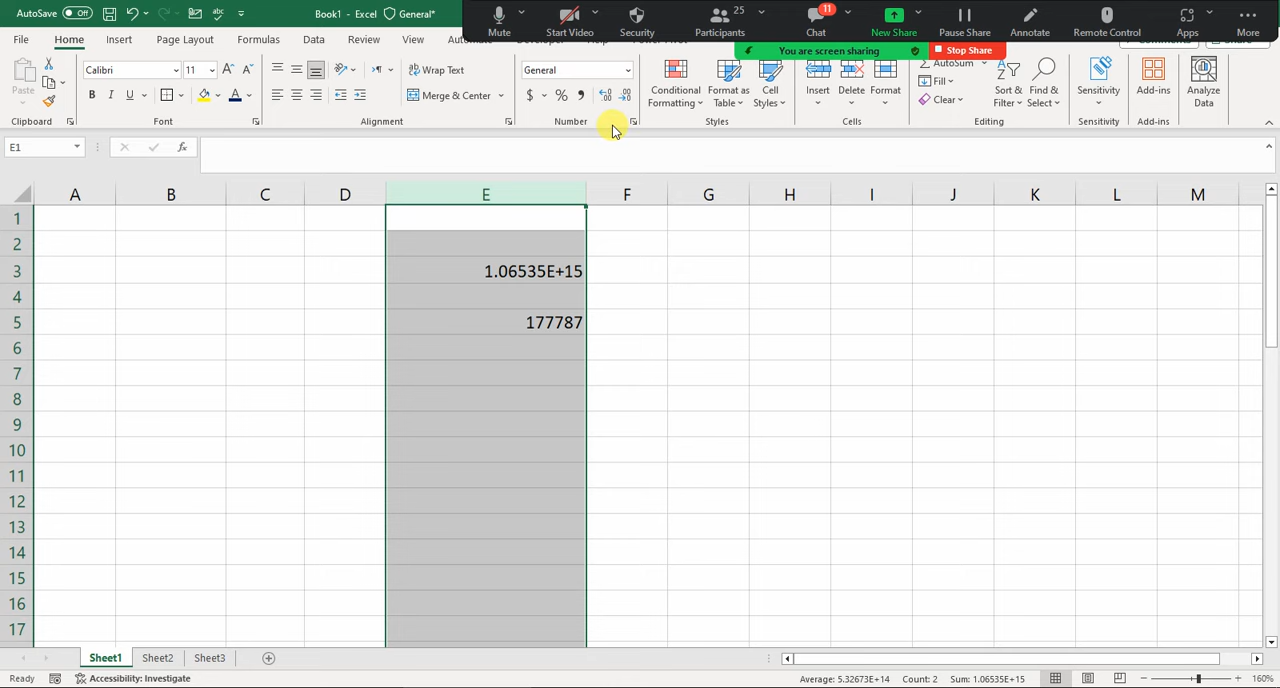 AutoSave Off Book1 - Excel General*
Mute Start Video Security Participants 25 Chat 11 New Share Pause Share Annotate Remote Control Apps More
You are screen sharing Stop Share
File Home Insert Page Layout Formulas Data Review View
Paste Calibri 11 Wrap Text General Conditional Formatting Format as Table Cell Styles Insert Delete Format AutoSum Sort & Filter Find & Select Sensitivity Add-ins Analyze Data
B I U A Merge & Center $ % Fill Clear
Clipboard Font Alignment Number Styles Cells Editing Sensitivity Add-ins
E1 fx
A B C D E F G H I J K L M
1
2
3 1.06535E+15
4
5 177787
6
7
8
9
10
11
12
13
14
15
16
17
Sheet1 Sheet2 Sheet3
Ready Accessibility: Investigate Average: 5.32673E+14 Count: 2 Sum: 1.06535E+15 160%